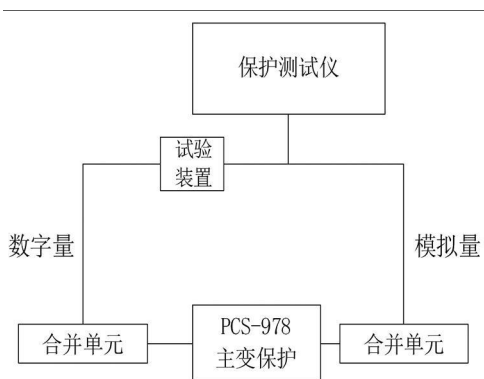 保护测试仪
试验
装置
数字量
模拟量
合并单元
PCS-978
主变保护
合并单元